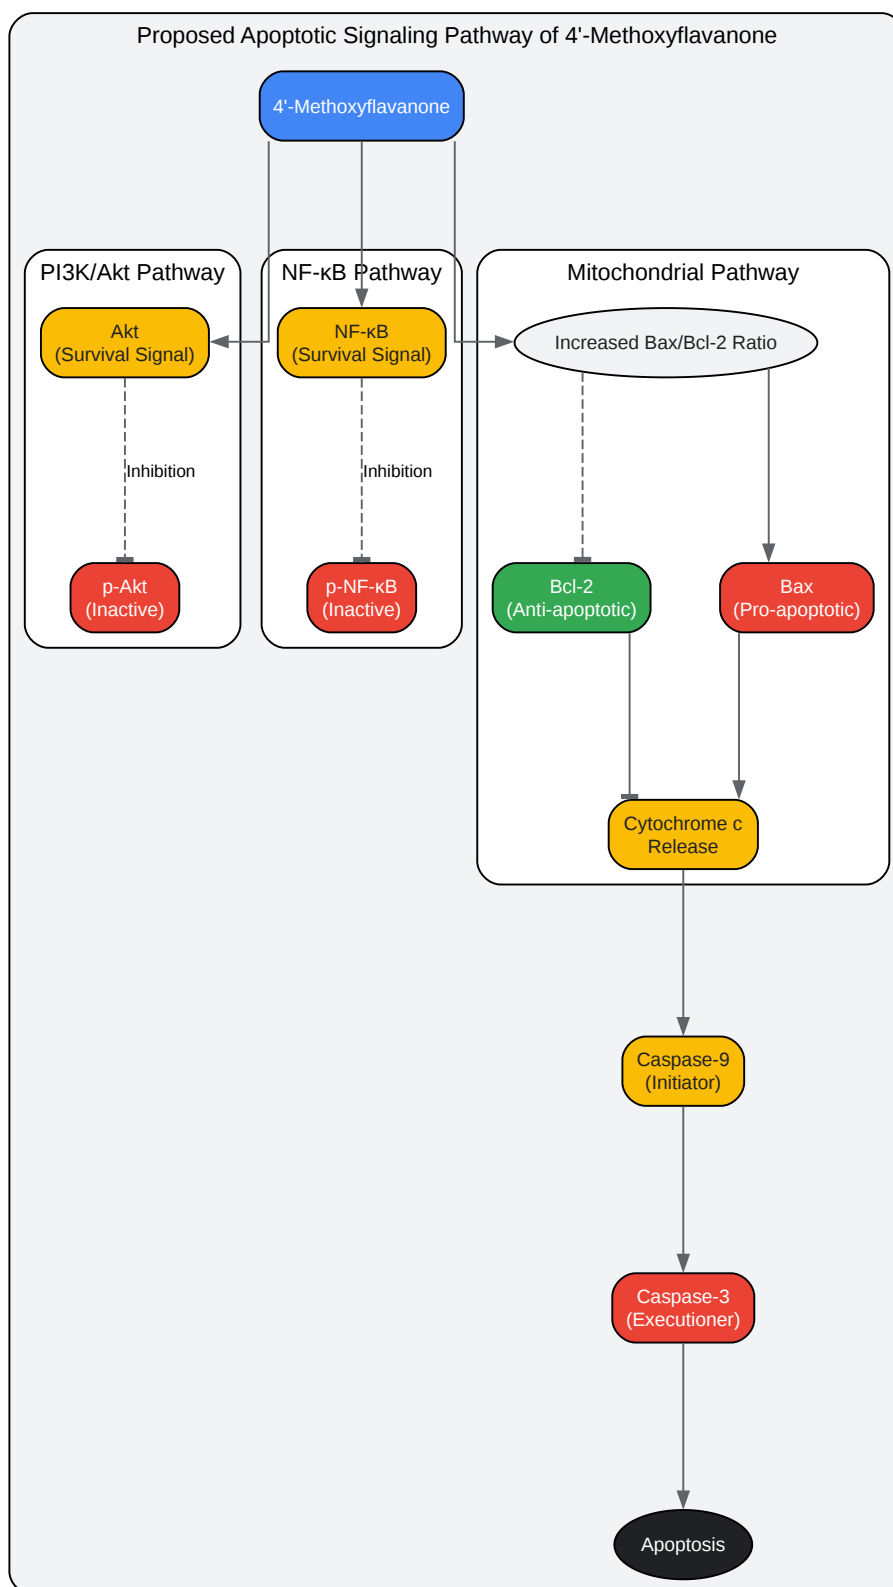 Proposed Apoptotic Signaling Pathway of 4'-Methoxyflavanone
4'-Methoxyflavanone
PI3K/Akt Pathway
NF-κB Pathway
Mitochondrial Pathway
Akt
(Survival Signal)
NF-κB
(Survival Signal)
Increased Bax/Bcl-2 Ratio
Inhibition
Inhibition
p-Akt
(Inactive)
p-NF-κB
(Inactive)
Bcl-2
(Anti-apoptotic)
Bax
(Pro-apoptotic)
Cytochrome c
Release
Caspase-9
(Initiator)
Caspase-3
(Executioner)
Apoptosis